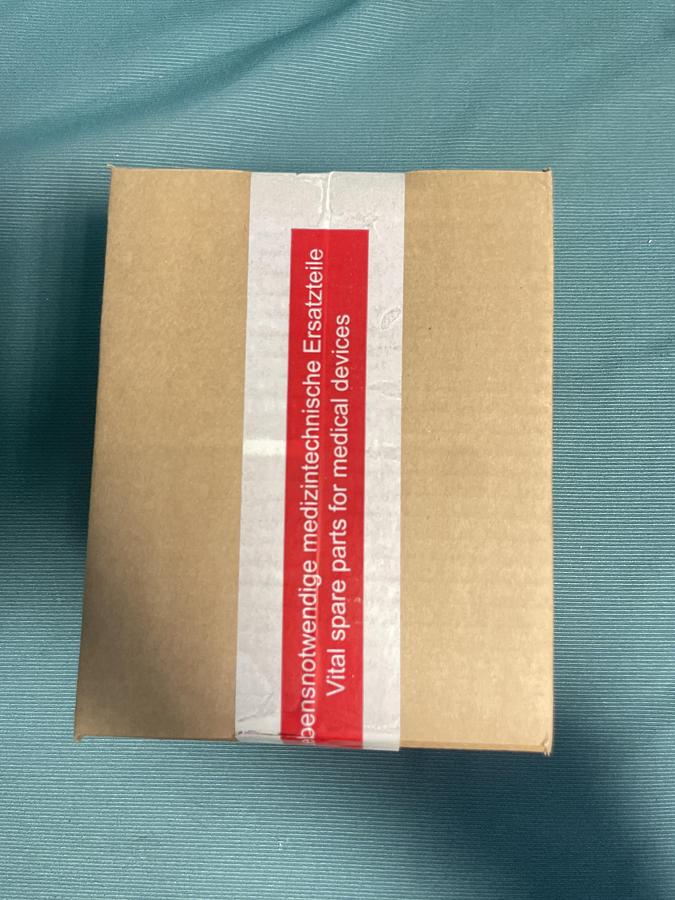 ebensnotwendige medizintechnische Ersatzteile
Vital spare parts for medical devices